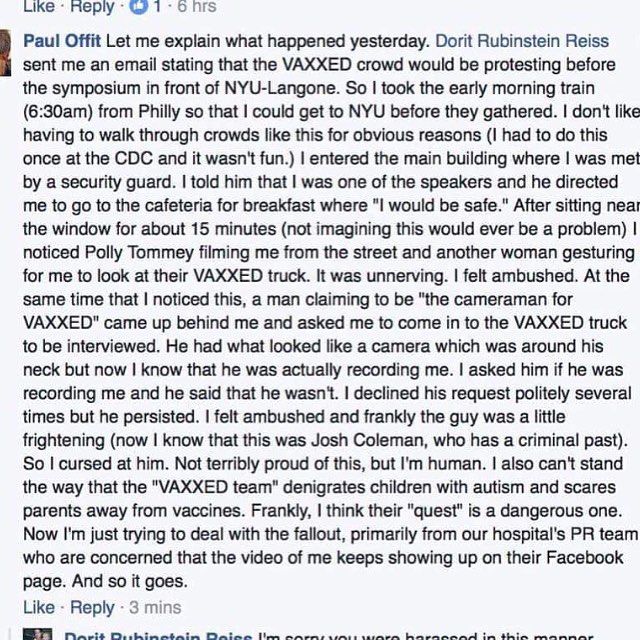 Like · Reply · 1 · 6 hrs
Paul Offit Let me explain what happened yesterday. Dorit Rubinstein Reiss
sent me an email stating that the VAXXED crowd would be protesting before
the symposium in front of NYU-Langone. So I took the early morning train
(6:30am) from Philly so that I could get to NYU before they gathered. I don't like
having to walk through crowds like this for obvious reasons (I had to do this
once at the CDC and it wasn't fun.) I entered the main building where I was met
by a security guard. I told him that I was one of the speakers and he directed
me to go to the cafeteria for breakfast where "I would be safe." After sitting near
the window for about 15 minutes (not imagining this would ever be a problem) I
noticed Polly Tommey filming me from the street and another woman gesturing
for me to look at their VAXXED truck. It was unnerving. I felt ambushed. At the
same time that I noticed this, a man claiming to be "the cameraman for
VAXXED" came up behind me and asked me to come in to the VAXXED truck
to be interviewed. He had what looked like a camera which was around his
neck but now I know that he was actually recording me. I asked him if he was
recording me and he said that he wasn't. I declined his request politely several
times but he persisted. I felt ambushed and frankly the guy was a little
frightening (now I know that this was Josh Coleman, who has a criminal past).
So I cursed at him. Not terribly proud of this, but I'm human. I also can't stand
the way that the "VAXXED team" denigrates children with autism and scares
parents away from vaccines. Frankly, I think their "quest" is a dangerous one.
Now I'm just trying to deal with the fallout, primarily from our hospital's PR team
who are concerned that the video of me keeps showing up on their Facebook
page. And so it goes.
Like · Reply · 3 mins
Dorit Rubinstein Reiss I'm sorry you were harassed in this manner